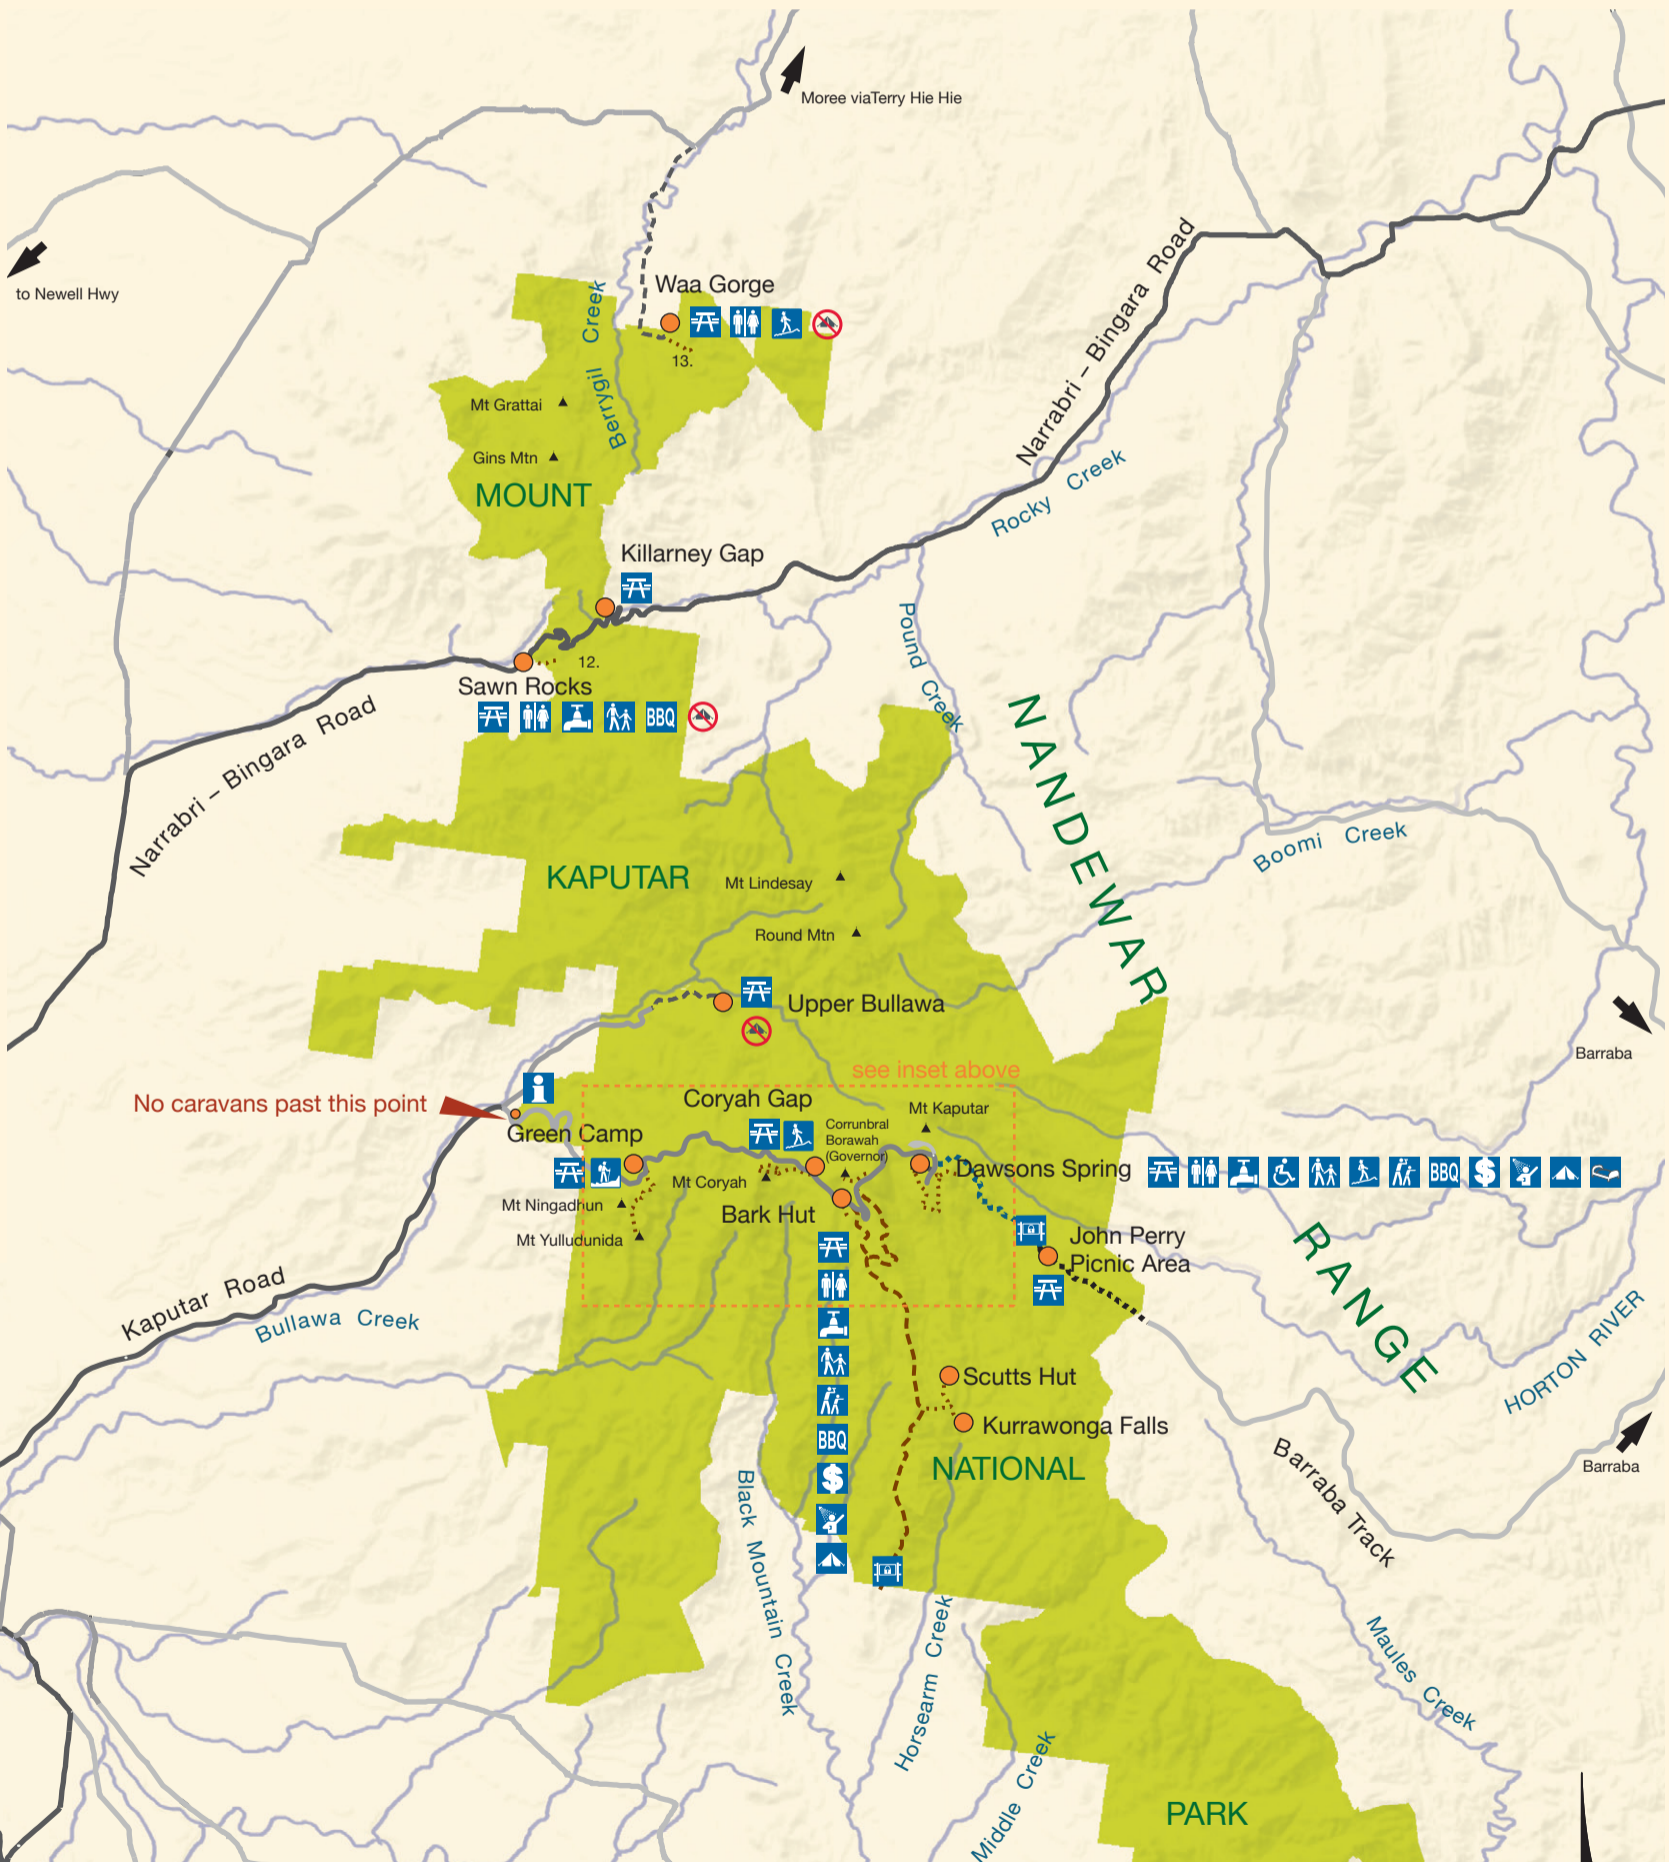 Moree viaTerry Hie Hie
to Newell Hwy
Waa Gorge
13.
Berrygil Creek
Narrabri – Bingara Road
Mt Grattai
Gins Mtn
MOUNT
Rocky Creek
Killarney Gap
12.
Sawn Rocks
BBQ
Pound Creek
Narrabri – Bingara Road
NANDEWAR
Boomi Creek
KAPUTAR
Mt Lindesay
Round Mtn
Upper Bullawa
Barraba
see inset above
No caravans past this point
Coryah Gap
Mt Kaputar
Green Camp
Corrunbral
Borawah
(Governor)
Dawsons Spring
BBQ
$
Mt Coryah
Mt Ningadhun
Bark Hut
Mt Yulludunida
John Perry
Picnic Area
RANGE
Kaputar Road
Bullawa Creek
HORTON RIVER
Scutts Hut
Kurrawonga Falls
BBQ
$
NATIONAL
Barraba Track
Barraba
Black Mountain Creek
Horsearm Creek
Maules Creek
Middle Creek
PARK